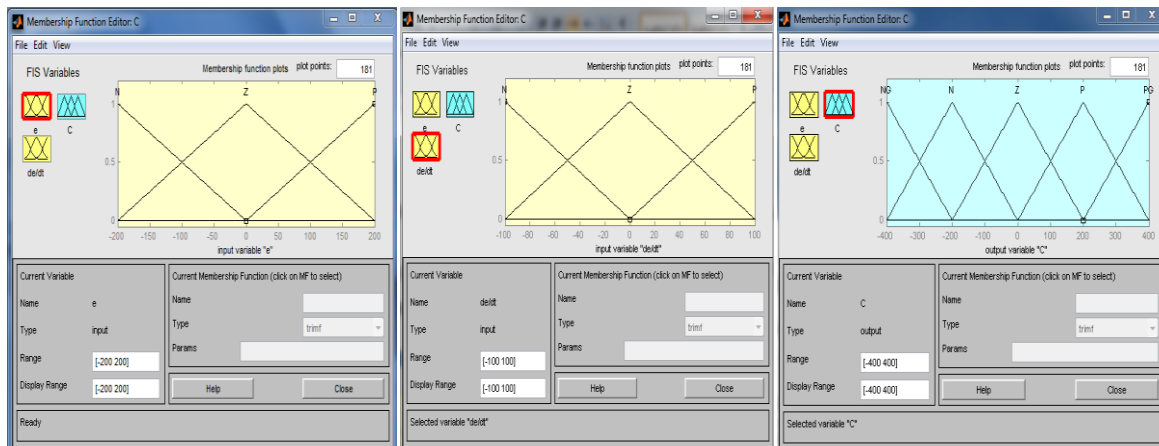 Membership Function Editor: C
File Edit View
FIS Variables
Membership function plots plot points: 181
e
C
de/dt
N Z P
1
0.5
0
-200 -150 -100 -50 0 50 100 150 200
input variable "e"
Current Variable
Name e
Type input
Range [-200 200]
Display Range [-200 200]
Current Membership Function (click on MF to select)
Name
Type trimf
Params
Help Close
Ready
Membership Function Editor: C
File Edit View
FIS Variables
Membership function plots plot points: 181
e
C
de/dt
N Z P
1
0.5
0
-100 -80 -60 -40 -20 0 20 40 60 80 100
input variable "de/dt"
Current Variable
Name de/dt
Type input
Range [-100 100]
Display Range [-100 100]
Current Membership Function (click on MF to select)
Name
Type trimf
Params
Help Close
Selected variable "de/dt"
Membership Function Editor: C
File Edit View
FIS Variables
Membership function plots plot points: 181
e
C
de/dt
NG N Z P PG
1
0.5
0
-400 -300 -200 -100 0 100 200 300 400
output variable "C"
Current Variable
Name C
Type output
Range [-400 400]
Display Range [-400 400]
Current Membership Function (click on MF to select)
Name
Type trimf
Params
Help Close
Selected variable "C"